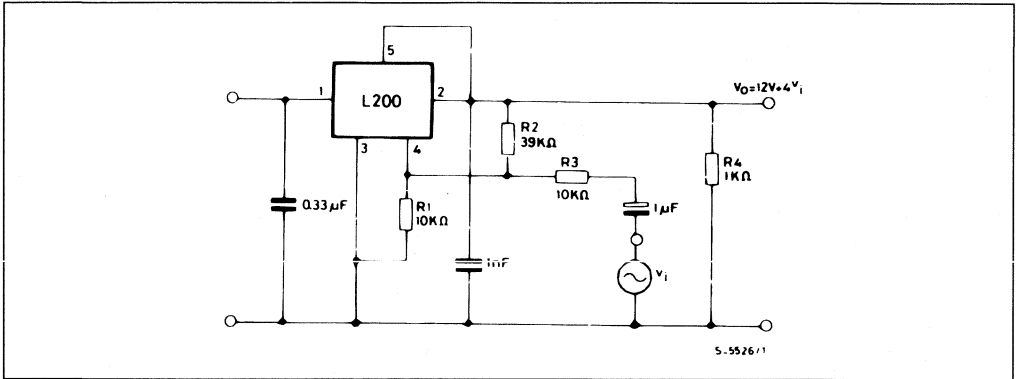 5
1
L200
2
Vo=12V+4vi
3
4
R2
39KΩ
R3
10KΩ
R4
1KΩ
0.33µF
R1
10KΩ
1µF
1nF
vi
S-5526/1